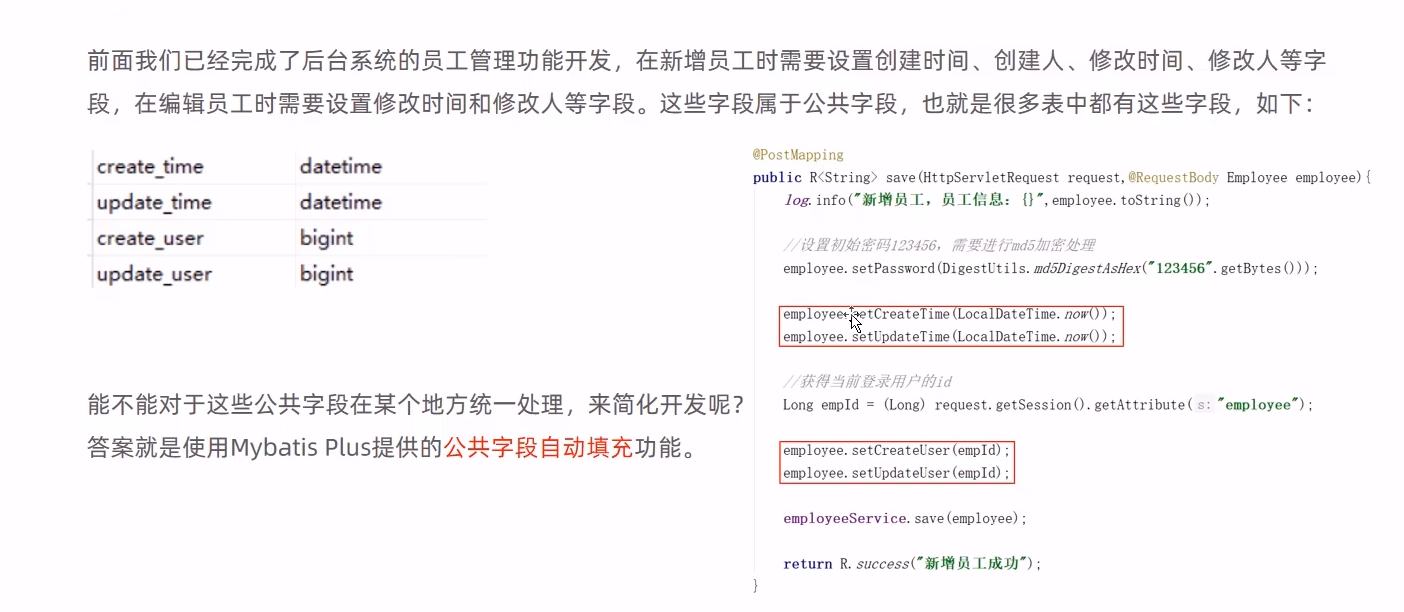 前面我们已经完成了后台系统的员工管理功能开发，在新增员工时需要设置创建时间、创建人、修改时间、修改人等字
段，在编辑员工时需要设置修改时间和修改人等字段。这些字段属于公共字段，也就是很多表中都有这些字段，如下：
create_time datetime
update_time datetime
create_user bigint
update_user bigint
能不能对于这些公共字段在某个地方统一处理，来简化开发呢？
答案就是使用Mybatis Plus提供的公共字段自动填充功能。
@PostMapping
public R<String> save(HttpServletRequest request,@RequestBody Employee employee){
log.info("新增员工，员工信息：{}",employee.toString());
//设置初始密码123456，需要进行md5加密处理
employee.setPassword(DigestUtils.md5DigestAsHex("123456".getBytes()));
employee.setCreateTime(LocalDateTime.now());
employee.setUpdateTime(LocalDateTime.now());
//获得当前登录用户的id
Long empId = (Long) request.getSession().getAttribute( s: "employee");
employee.setCreateUser(empId);
employee.setUpdateUser(empId);
employeeService.save(employee);
return R.success("新增员工成功");
}